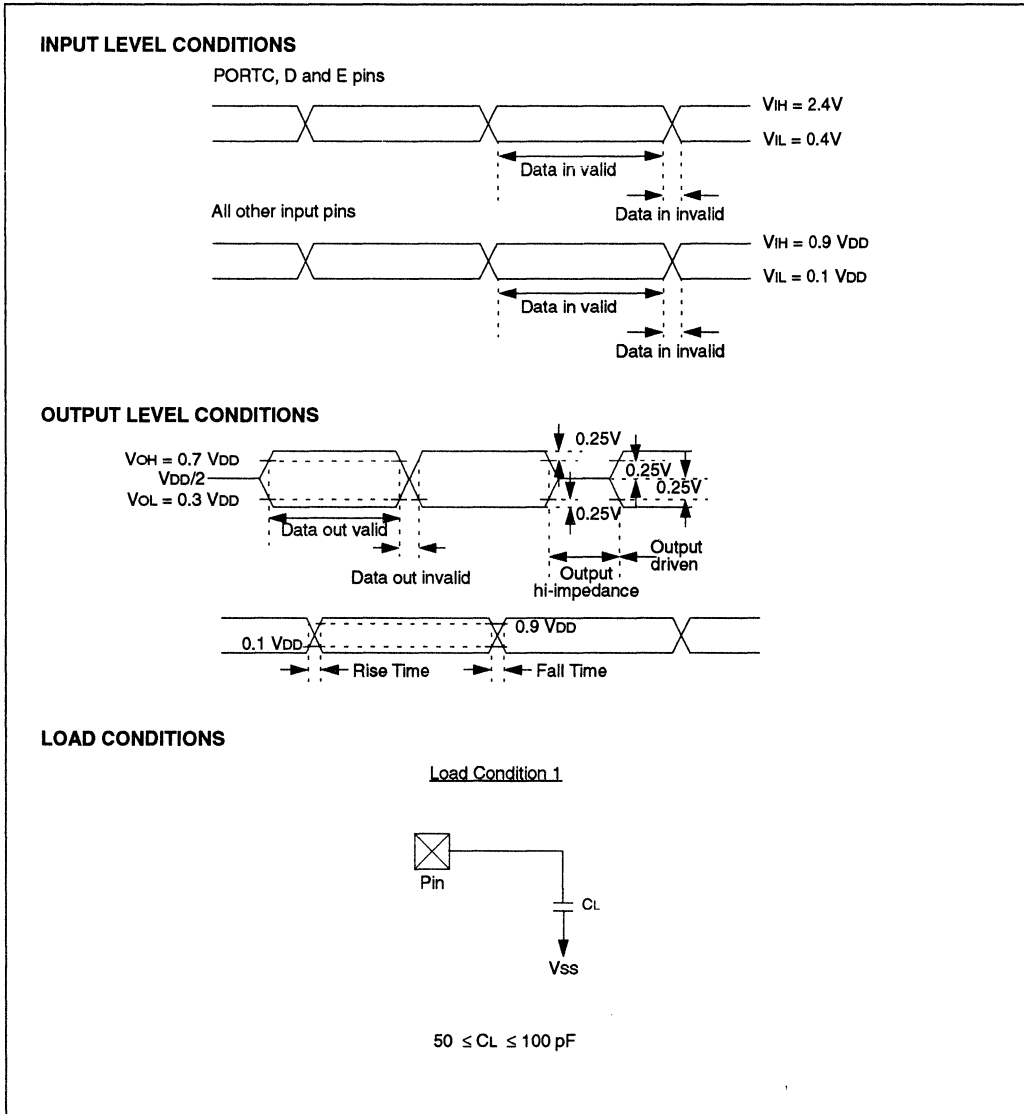 INPUT LEVEL CONDITIONS
PORTC, D and E pins
VIH = 2.4V
VIL = 0.4V
Data in valid
Data in invalid
All other input pins
VIH = 0.9 VDD
VIL = 0.1 VDD
Data in valid
Data in invalid
OUTPUT LEVEL CONDITIONS
0.25V
VOH = 0.7 VDD
0.25V
VDD/2
0.25V
VOL = 0.3 VDD
0.25V
Data out valid
Output
driven
Data out invalid
Output
hi-impedance
0.9 VDD
0.1 VDD
Rise Time
Fall Time
LOAD CONDITIONS
Load Condition 1
Pin
CL
VSS
50 ≤ CL ≤ 100 pF